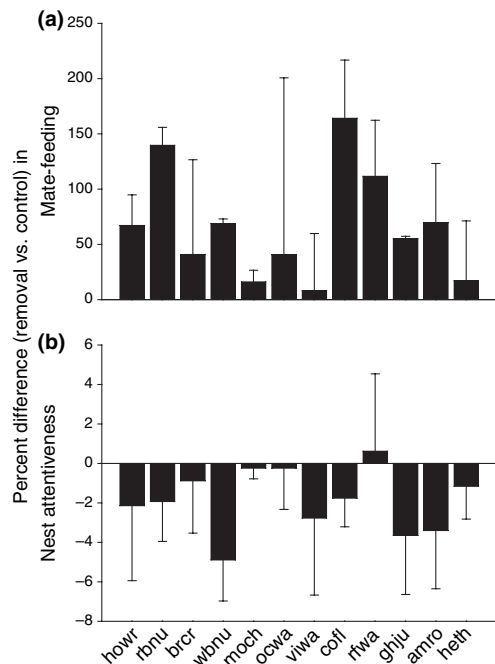 (a)
250
200
150
100
50
0
Mate-feeding
Percent difference (removal vs. control) in
(b)
6
4
2
0
−2
−4
−6
−8
Nest attentiveness
howr
rbnu
brcr
wbnu
moch
ocwa
viwa
cofl
rfwa
ghju
amro
heth